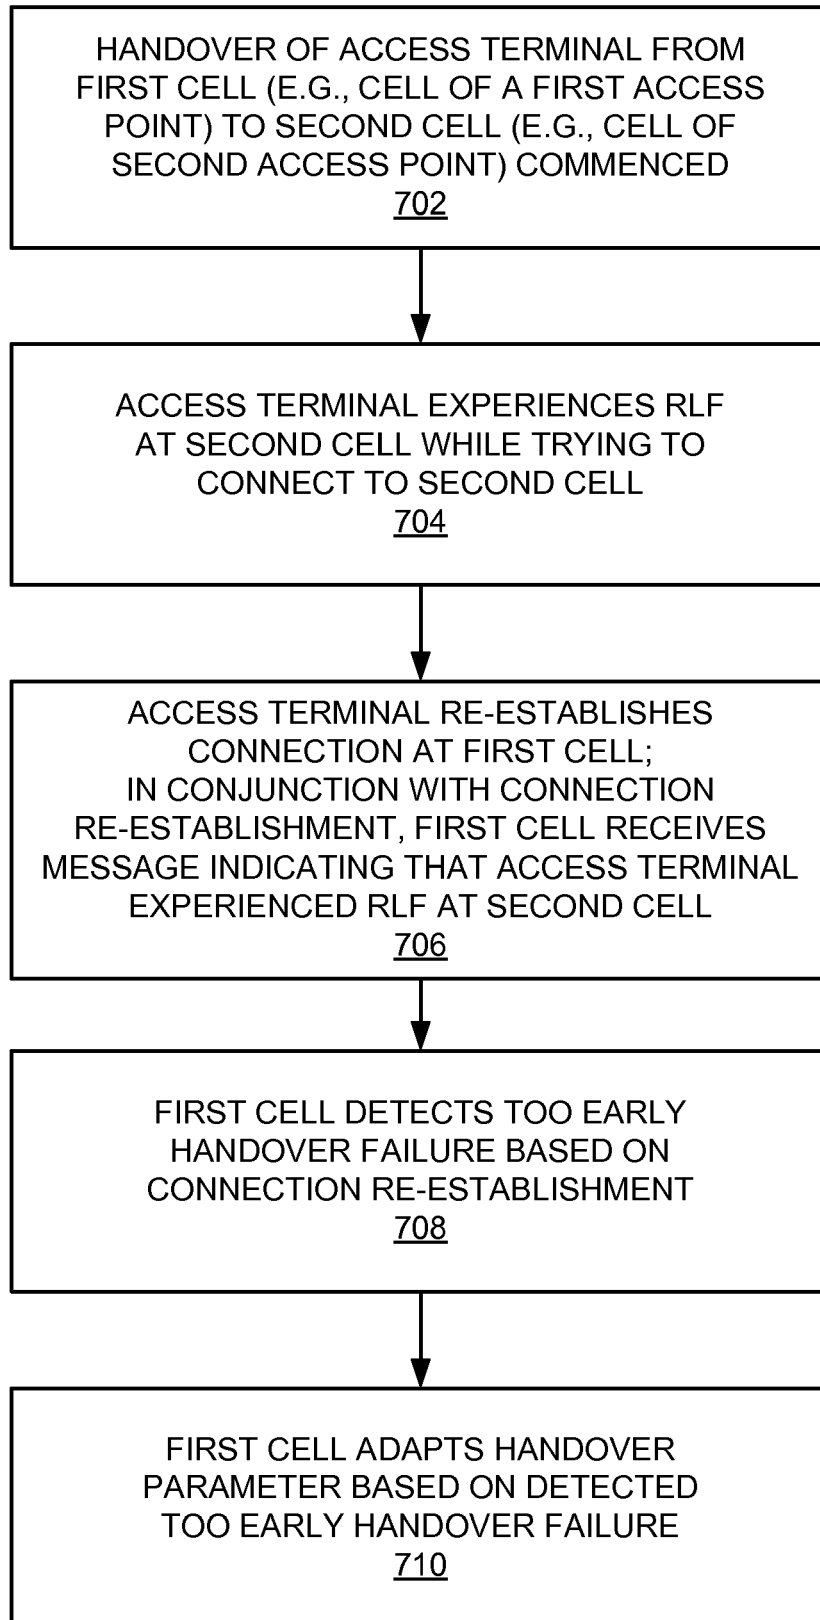 HANDOVER OF ACCESS TERMINAL FROM
FIRST CELL (E.G., CELL OF A FIRST ACCESS
POINT) TO SECOND CELL (E.G., CELL OF
SECOND ACCESS POINT) COMMENCED
702
ACCESS TERMINAL EXPERIENCES RLF
AT SECOND CELL WHILE TRYING TO
CONNECT TO SECOND CELL
704
ACCESS TERMINAL RE-ESTABLISHES
CONNECTION AT FIRST CELL;
IN CONJUNCTION WITH CONNECTION
RE-ESTABLISHMENT, FIRST CELL RECEIVES
MESSAGE INDICATING THAT ACCESS TERMINAL
EXPERIENCED RLF AT SECOND CELL
706
FIRST CELL DETECTS TOO EARLY
HANDOVER FAILURE BASED ON
CONNECTION RE-ESTABLISHMENT
708
FIRST CELL ADAPTS HANDOVER
PARAMETER BASED ON DETECTED
TOO EARLY HANDOVER FAILURE
710